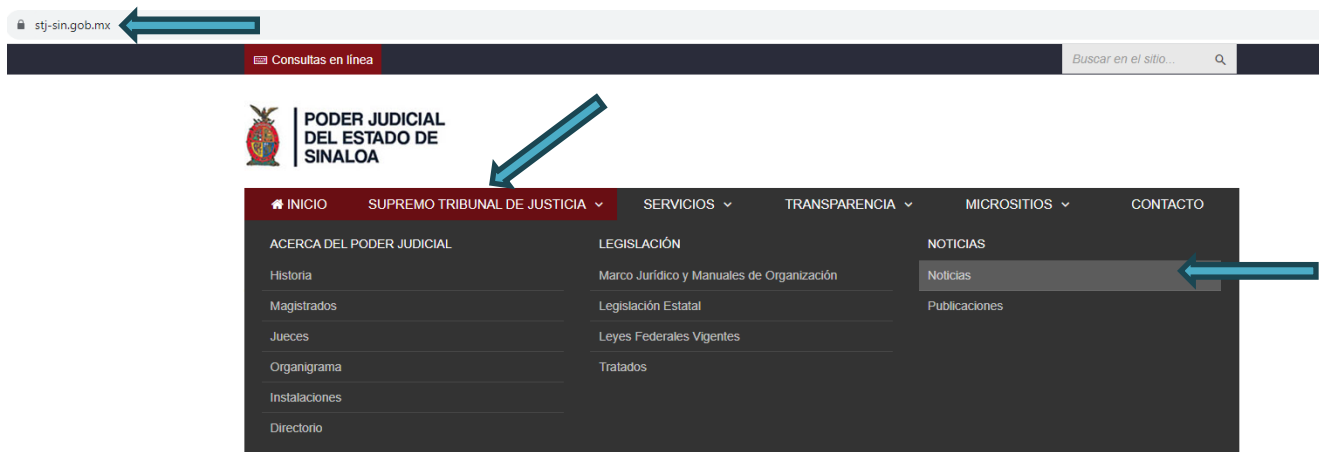 stj-sin.gob.mx
Consultas en línea
Buscar en el sitio...
PODER JUDICIAL
DEL ESTADO DE
SINALOA
INICIO SUPREMO TRIBUNAL DE JUSTICIA SERVICIOS TRANSPARENCIA MICROSITIOS CONTACTO
ACERCA DEL PODER JUDICIAL
Historia
Magistrados
Jueces
Organigrama
Instalaciones
Directorio
LEGISLACIÓN
Marco Jurídico y Manuales de Organización
Legislación Estatal
Leyes Federales Vigentes
Tratados
NOTICIAS
Noticias
Publicaciones